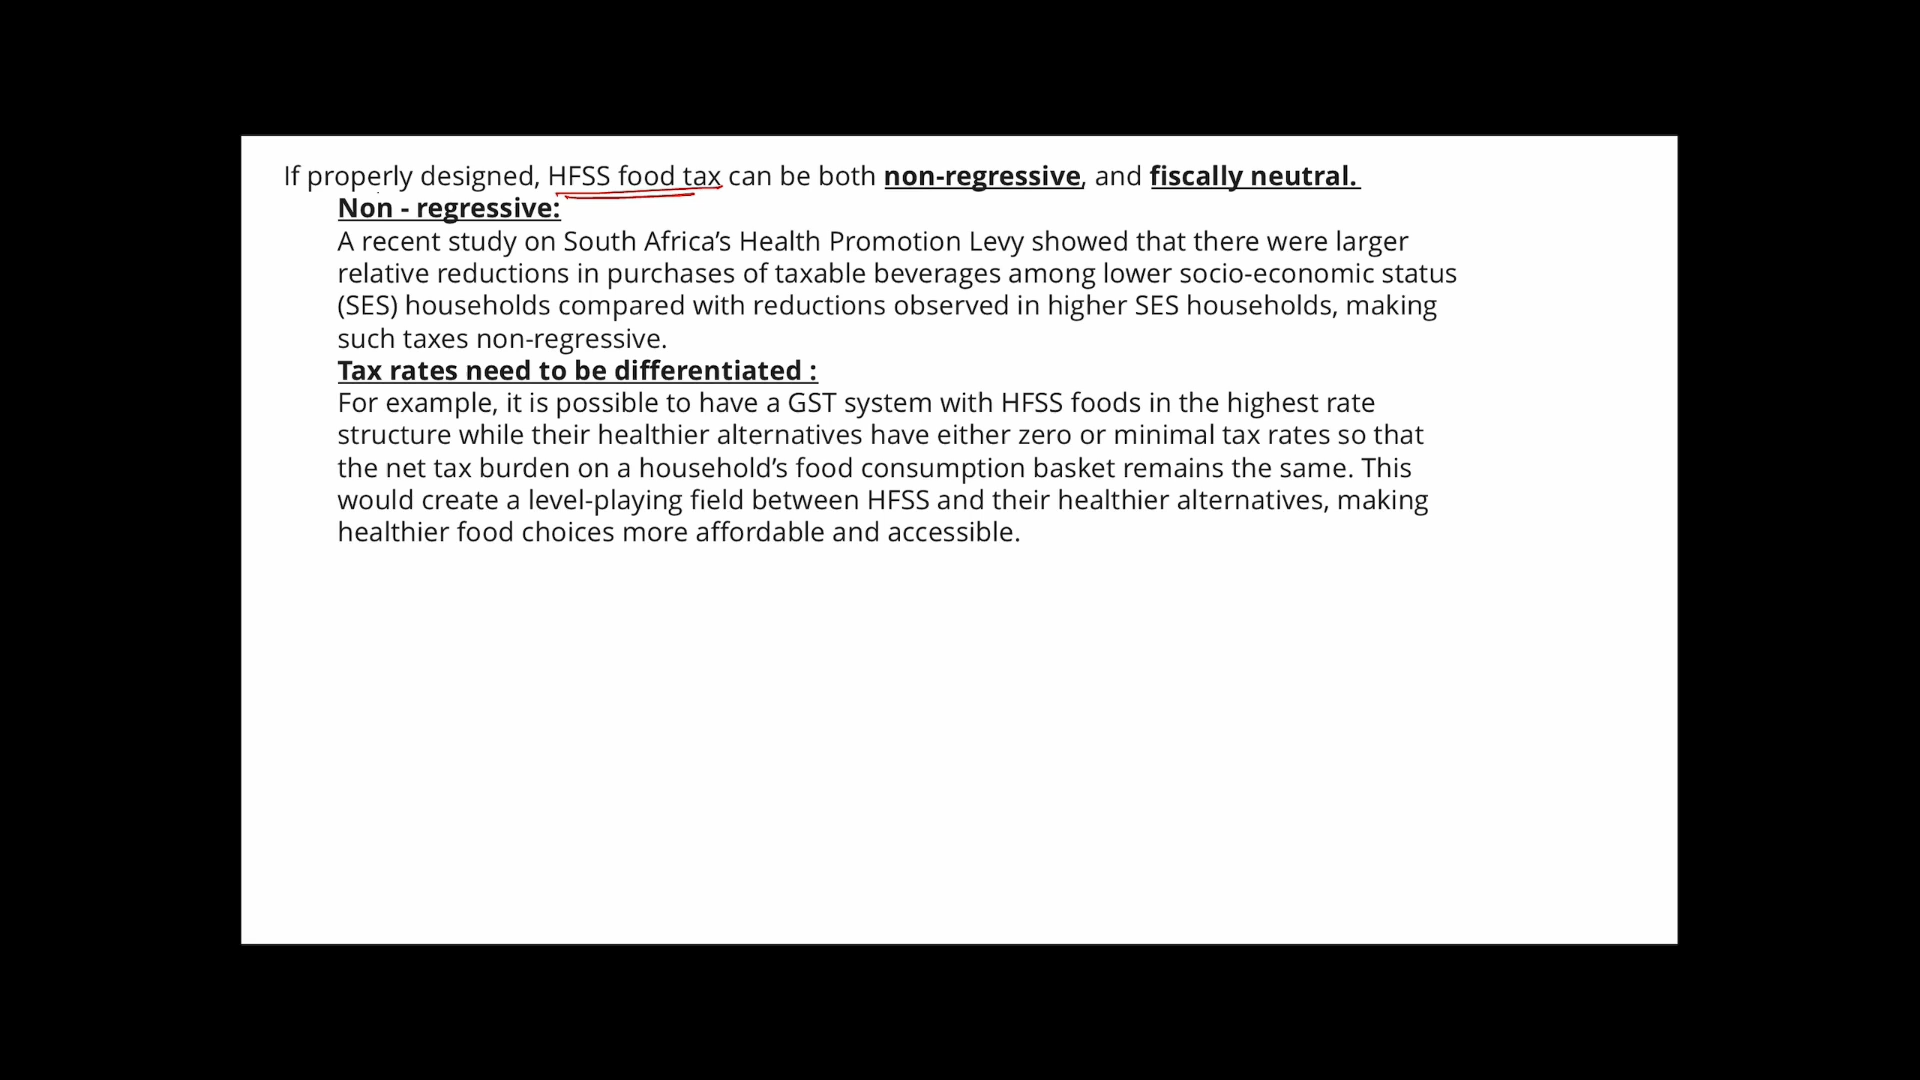 If properly designed, HFSS food tax can be both non-regressive, and fiscally neutral.
Non - regressive:
A recent study on South Africa’s Health Promotion Levy showed that there were larger
relative reductions in purchases of taxable beverages among lower socio-economic status
(SES) households compared with reductions observed in higher SES households, making
such taxes non-regressive.
Tax rates need to be differentiated :
For example, it is possible to have a GST system with HFSS foods in the highest rate
structure while their healthier alternatives have either zero or minimal tax rates so that
the net tax burden on a household’s food consumption basket remains the same. This
would create a level-playing field between HFSS and their healthier alternatives, making
healthier food choices more affordable and accessible.